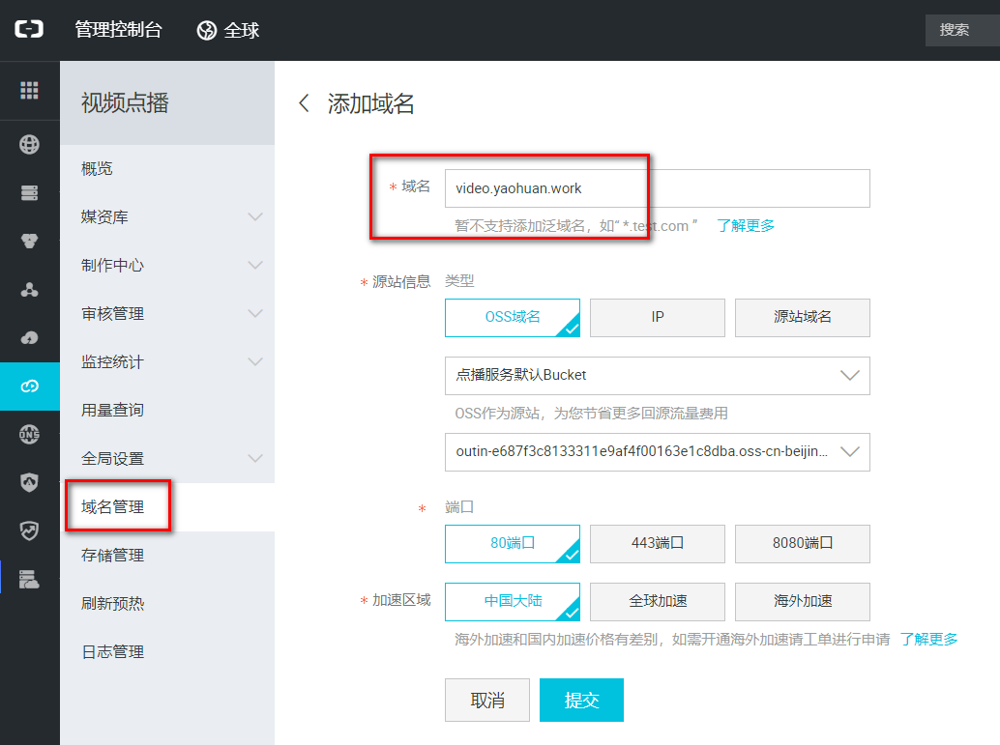 管理控制台 全球 搜索
视频点播
概览
媒资库
制作中心
审核管理
监控统计
用量查询
全局设置
域名管理
存储管理
刷新预热
日志管理
DNS
添加域名
* 域名 video.yaohuan.work
暂不支持添加泛域名，如“ *.test.com ” 了解更多
* 源站信息 类型
OSS域名 IP 源站域名
点播服务默认Bucket
OSS作为源站，为您节省更多回源流量费用
outin-e687f3c8133311e9af4f00163e1c8dba.oss-cn-beijin...
* 端口
80端口 443端口 8080端口
* 加速区域 中国大陆 全球加速 海外加速
海外加速和国内加速价格有差别，如需开通海外加速请工单进行申请 了解更多
取消 提交